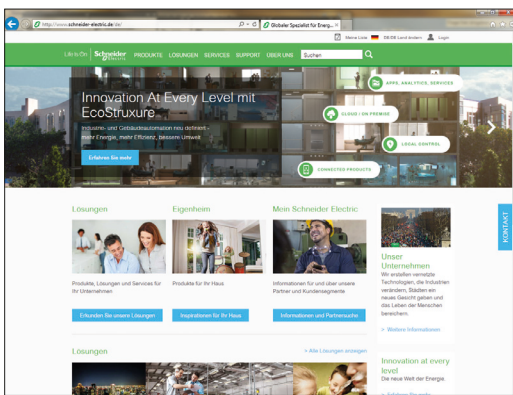 http://www.schneider-electric.de/de/
Globaler Spezialist für Energ...
Meine Liste
DE/DE Land ändern
Login
Life Is On
Schneider Electric
PRODUKTE LÖSUNGEN SERVICES SUPPORT ÜBER UNS
Suchen
APPS, ANALYTICS, SERVICES
Innovation At Every Level mit
EcoStruxure
CLOUD / ON PREMISE
Industrie- und Gebäudeautomation neu definiert -
mehr Energie, mehr Effizienz, bessere Umwelt
LOCAL CONTROL
Erfahren Sie mehr
CONNECTED PRODUCTS
KONTAKT
Lösungen
Produkte, Lösungen und Services für
Ihr Unternehmen
Erkunden Sie unsere Lösungen
Eigenheim
Produkte für Ihr Haus
Inspirationen für Ihr Haus
Mein Schneider Electric
Informationen für und über unsere
Partner und Kundensegmente
Informationen und Partnersuche
Unser
Unternehmen
Wir erstellen vernetzte
Technologien, die Industrien
verändern, Städten ein
neues Gesicht geben und
das Leben der Menschen
bereichern.
> Weitere Informationen
Lösungen
> Alle Lösungen anzeigen
Innovation at every
level
Die neue Welt der Energie.